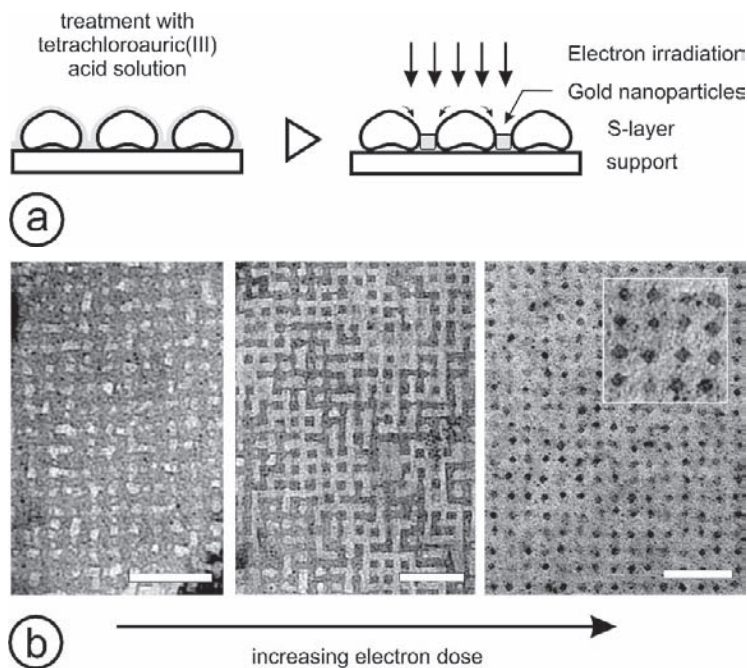 treatment with
tetrachloroauric(III)
acid solution
Electron irradiation
Gold nanoparticles
S-layer
support
a
b
increasing electron dose